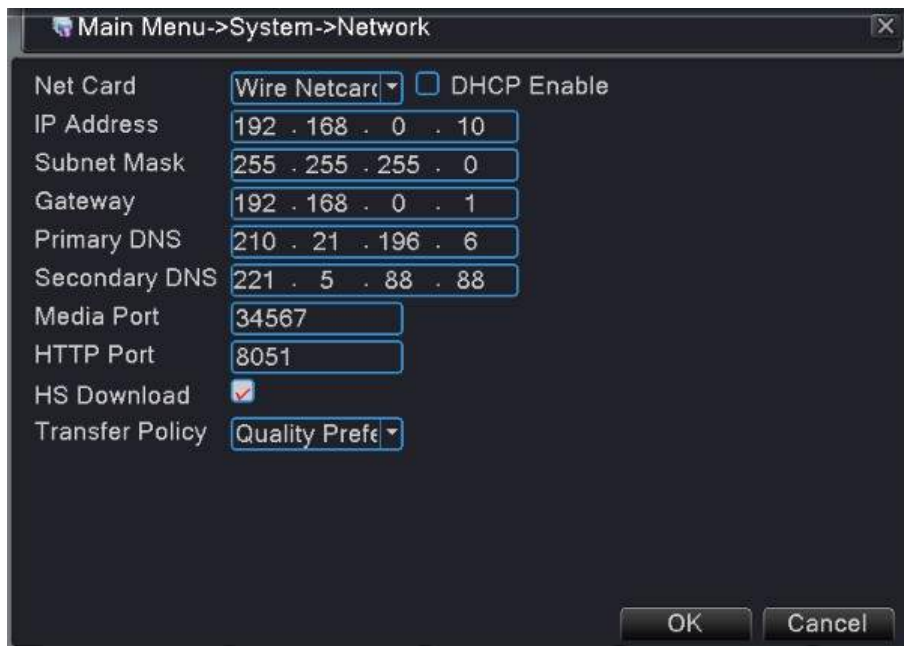 Main Menu->System->Network
Net Card Wire Netcard DHCP Enable
IP Address 192 . 168 . 0 . 10
Subnet Mask 255 . 255 . 255 . 0
Gateway 192 . 168 . 0 . 1
Primary DNS 210 . 21 . 196 . 6
Secondary DNS 221 . 5 . 88 . 88
Media Port 34567
HTTP Port 8051
HS Download
Transfer Policy Quality Prefe
OK Cancel